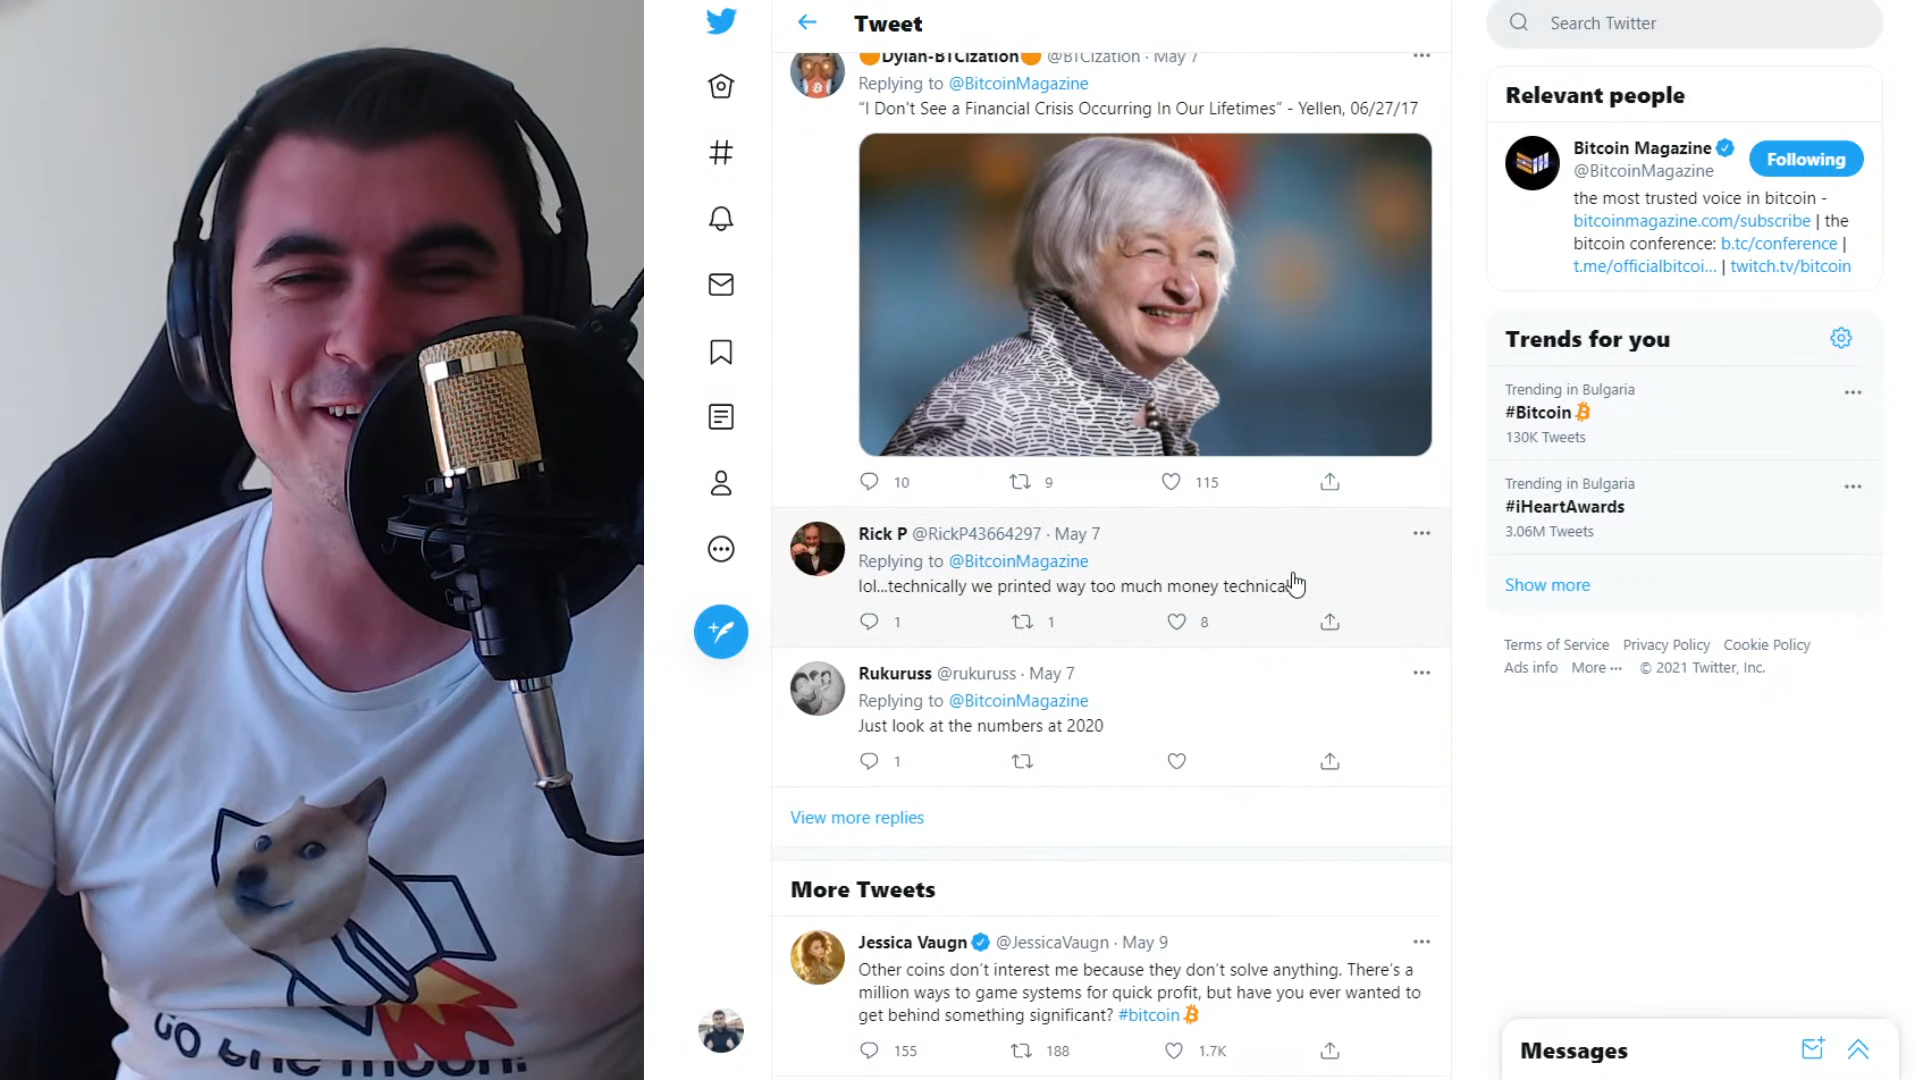 Tweet
Dylan-BTCization @BTCization · May 7
Replying to @BitcoinMagazine
“I Don't See a Financial Crisis Occurring In Our Lifetimes” - Yellen, 06/27/17
10 9 115
Rick P @RickP43664297 · May 7
Replying to @BitcoinMagazine
lol...technically we printed way too much money
1 1 8
Rukuruss @rukuruss · May 7
Replying to @BitcoinMagazine
Just look at the numbers at 2020
1
View more replies
More Tweets
Jessica Vaugn @JessicaVaugn · May 9
Other coins don't interest me because they don't solve anything. There's a
million ways to game systems for quick profit, but have you ever wanted to
get behind something significant? #bitcoin
155 188 1.7K
Search Twitter
Relevant people
Bitcoin Magazine
@BitcoinMagazine
Following
the most trusted voice in bitcoin -
bitcoinmagazine.com/subscribe | the
bitcoin conference: b.tc/conference |
t.me/officialbitcoi... | twitch.tv/bitcoin
Trends for you
Trending in Bulgaria
#Bitcoin
130K Tweets
Trending in Bulgaria
#iHeartAwards
3.06M Tweets
Show more
Terms of Service Privacy Policy Cookie Policy
Ads info More ··· © 2021 Twitter, Inc.
Messages
GO